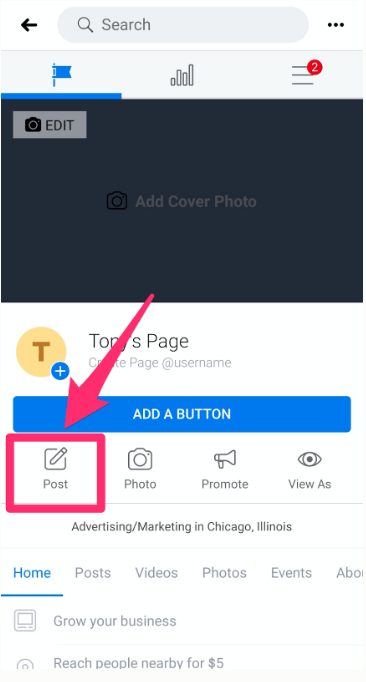 Search
2
EDIT
Add Cover Photo
T
Tony's Page
Create Page @username
ADD A BUTTON
Post Photo Promote View As
Advertising/Marketing in Chicago, Illinois
Home Posts Videos Photos Events Abou
Grow your business
Reach people nearby for $5